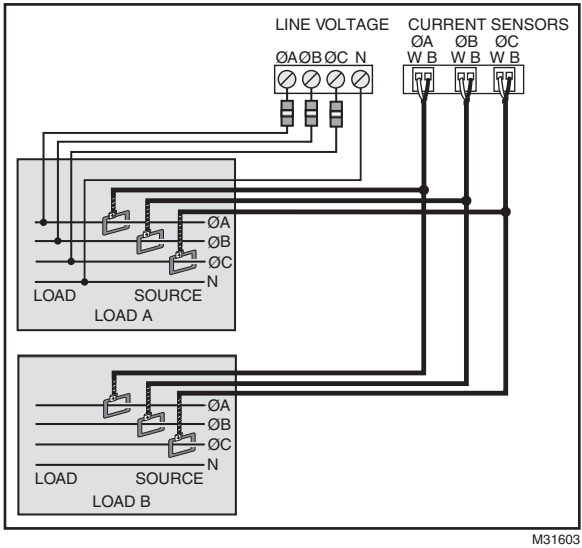 LINE VOLTAGE
CURRENT SENSORS
ØA ØB ØC
ØA ØB ØC N
W B W B W B
ØA
ØB
ØC
N
LOAD SOURCE
LOAD A
ØA
ØB
ØC
N
LOAD SOURCE
LOAD B
M31603